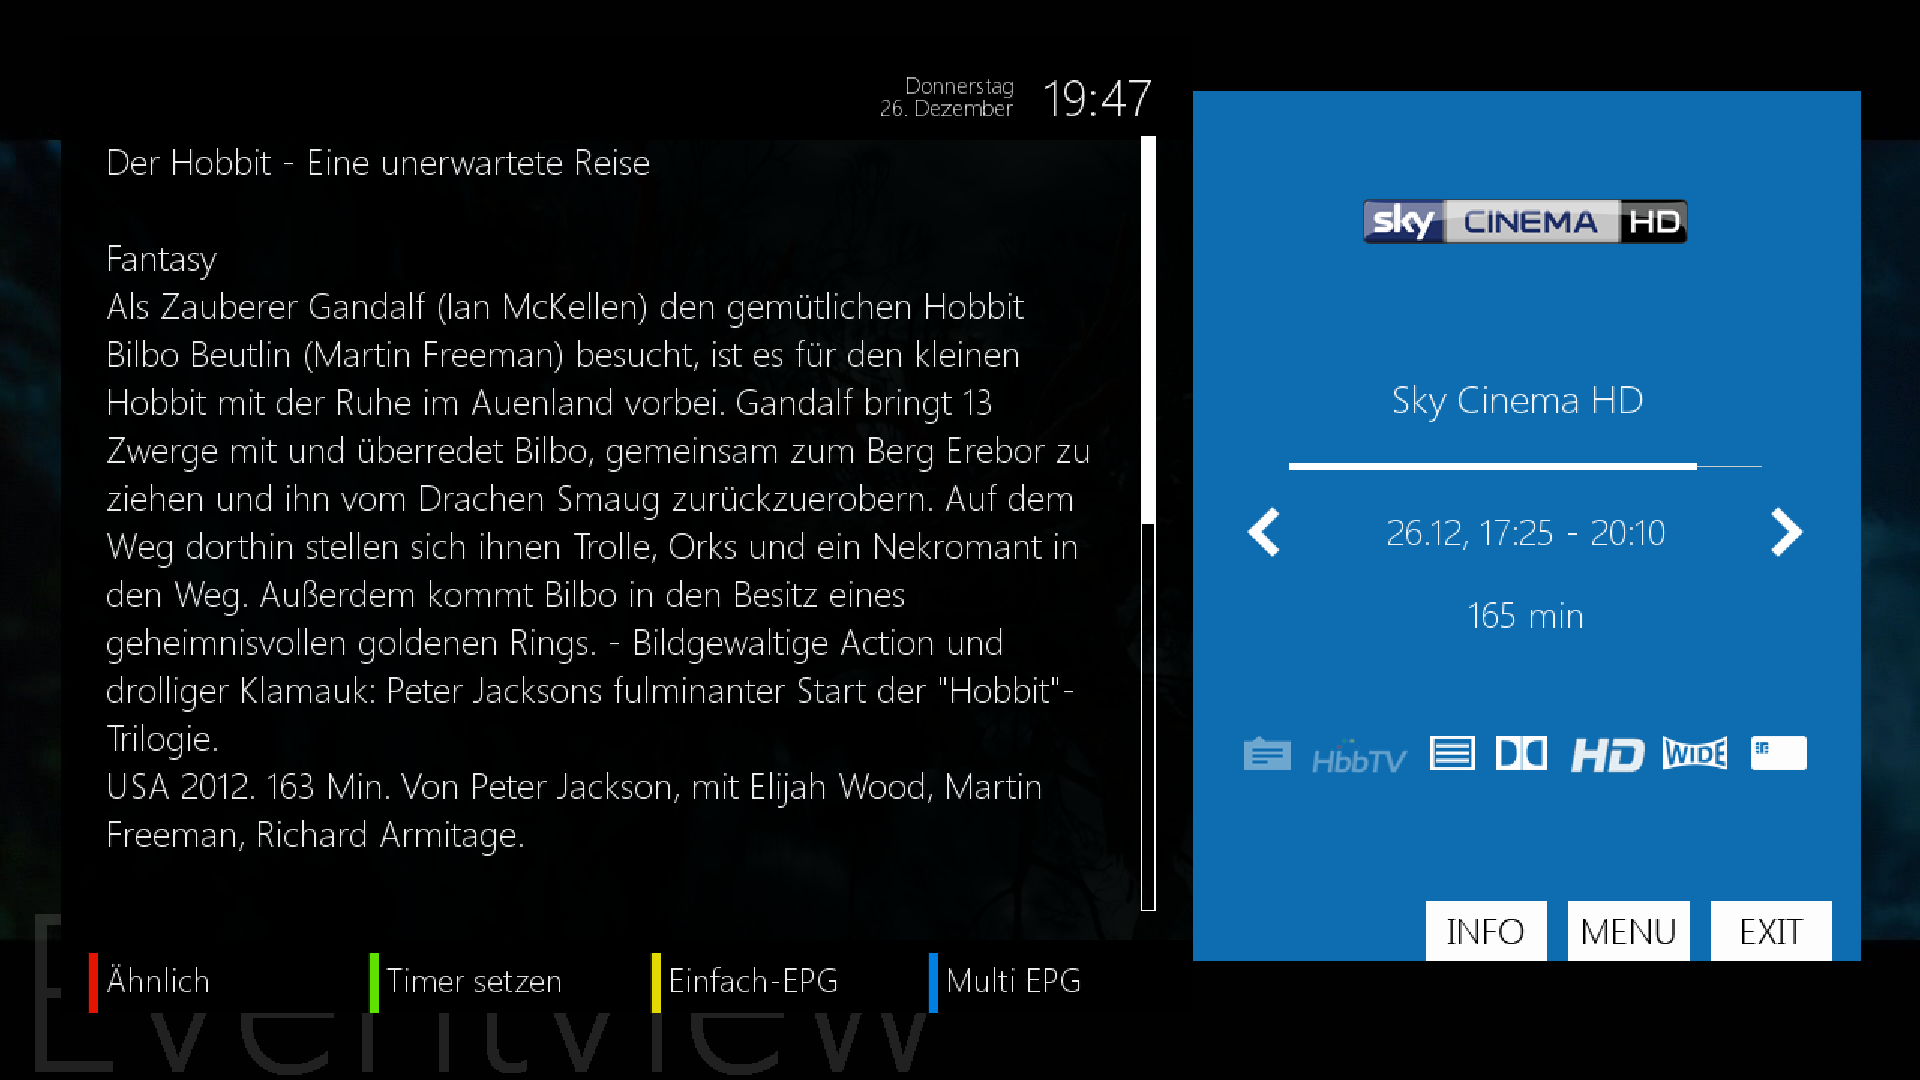 Donnerstag
26. Dezember
19:47
Der Hobbit - Eine unerwartete Reise
Fantasy
Als Zauberer Gandalf (Ian McKellen) den gemütlichen Hobbit
Bilbo Beutlin (Martin Freeman) besucht, ist es für den kleinen
Hobbit mit der Ruhe im Auenland vorbei. Gandalf bringt 13
Zwerge mit und überredet Bilbo, gemeinsam zum Berg Erebor zu
ziehen und ihn vom Drachen Smaug zurückzuerobern. Auf dem
Weg dorthin stellen sich ihnen Trolle, Orks und ein Nekromant in
den Weg. Außerdem kommt Bilbo in den Besitz eines
geheimnisvollen goldenen Rings. - Bildgewaltige Action und
drolliger Klamauk: Peter Jacksons fulminanter Start der "Hobbit"-
Trilogie.
USA 2012. 163 Min. Von Peter Jackson, mit Elijah Wood, Martin
Freeman, Richard Armitage.
sky CINEMA HD
Sky Cinema HD
26.12, 17:25 - 20:10
165 min
HbbTV HD WIDE
INFO MENU EXIT
Ähnlich Timer setzen Einfach-EPG Multi EPG
Eventview